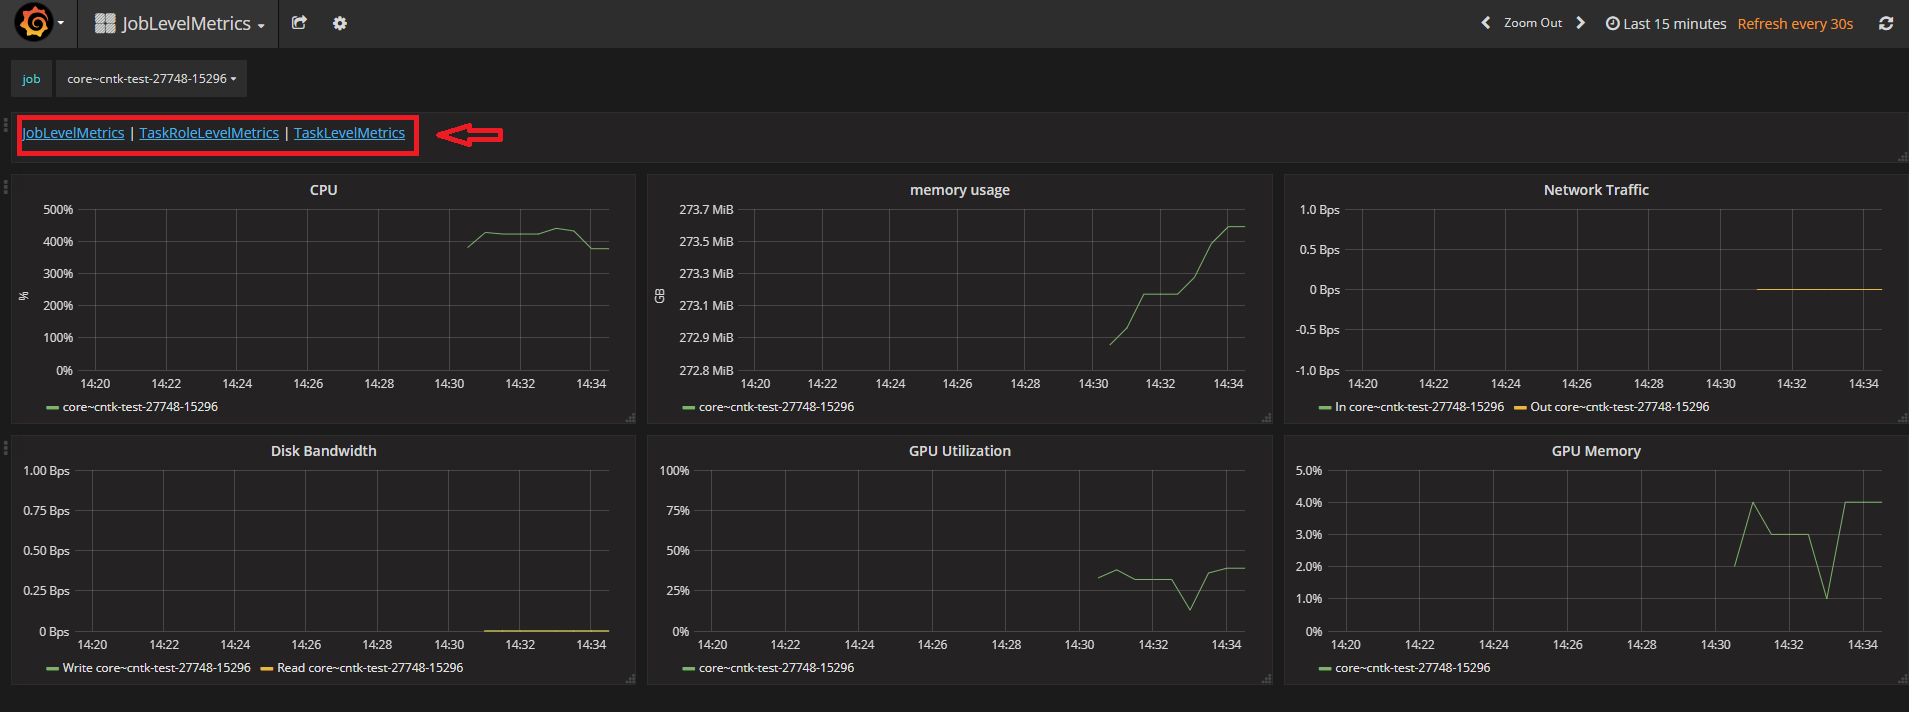 JobLevelMetrics Zoom Out Last 15 minutes Refresh every 30s
job core~cntk-test-27748-15296
JobLevelMetrics | TaskRoleLevelMetrics | TaskLevelMetrics
CPU
500%
400%
300%
200%
100%
0%
%
14:20 14:22 14:24 14:26 14:28 14:30 14:32 14:34
core~cntk-test-27748-15296
memory usage
273.7 MiB
273.5 MiB
273.3 MiB
273.1 MiB
272.9 MiB
272.8 MiB
GB
14:20 14:22 14:24 14:26 14:28 14:30 14:32 14:34
core~cntk-test-27748-15296
Network Traffic
1.0 Bps
0.5 Bps
0 Bps
-0.5 Bps
-1.0 Bps
14:20 14:22 14:24 14:26 14:28 14:30 14:32 14:34
In core~cntk-test-27748-15296 Out core~cntk-test-27748-15296
Disk Bandwidth
1.00 Bps
0.75 Bps
0.50 Bps
0.25 Bps
0 Bps
14:20 14:22 14:24 14:26 14:28 14:30 14:32 14:34
Write core~cntk-test-27748-15296 Read core~cntk-test-27748-15296
GPU Utilization
100%
75%
50%
25%
0%
14:20 14:22 14:24 14:26 14:28 14:30 14:32 14:34
core~cntk-test-27748-15296
GPU Memory
5.0%
4.0%
3.0%
2.0%
1.0%
0%
14:20 14:22 14:24 14:26 14:28 14:30 14:32 14:34
core~cntk-test-27748-15296